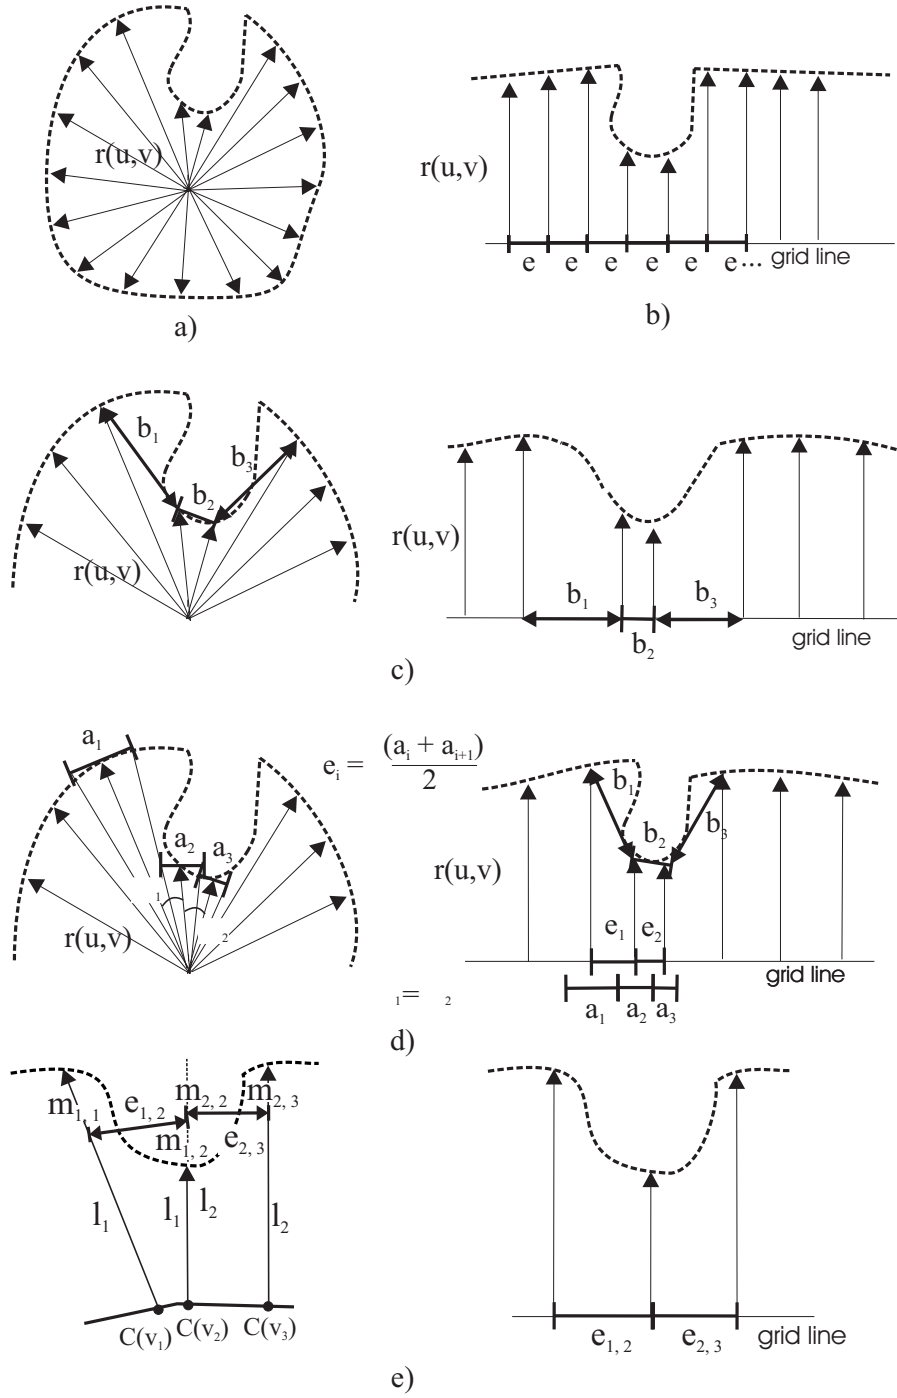 r(u,v)
a)
r(u,v)
e e e e e e... grid line
b)
b1
b2
b3
r(u,v)
r(u,v)
b1
b3
b2
grid line
c)
a1
a2
a3
1
2
r(u,v)
ei = (ai + ai+1)
2
b1
b2
b3
r(u,v)
e1 e2
grid line
a1 a2 a3
1= 2
d)
m1, 1
e1, 2
m2, 2
m2, 3
m1, 2
e2, 3
l1
l1
l2
l2
C(v1) C(v2) C(v3)
e1, 2
e2, 3
grid line
e)